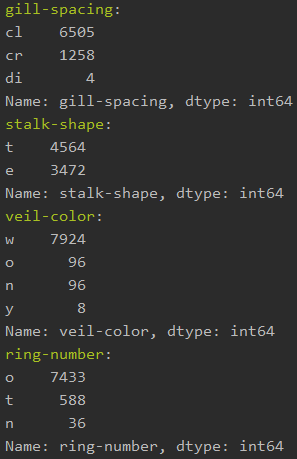 gill-spacing:
cl    6505
cr    1258
di       4
Name: gill-spacing, dtype: int64
stalk-shape:
t    4564
e    3472
Name: stalk-shape, dtype: int64
veil-color:
w    7924
o      96
n      96
y       8
Name: veil-color, dtype: int64
ring-number:
o    7433
t     588
n      36
Name: ring-number, dtype: int64